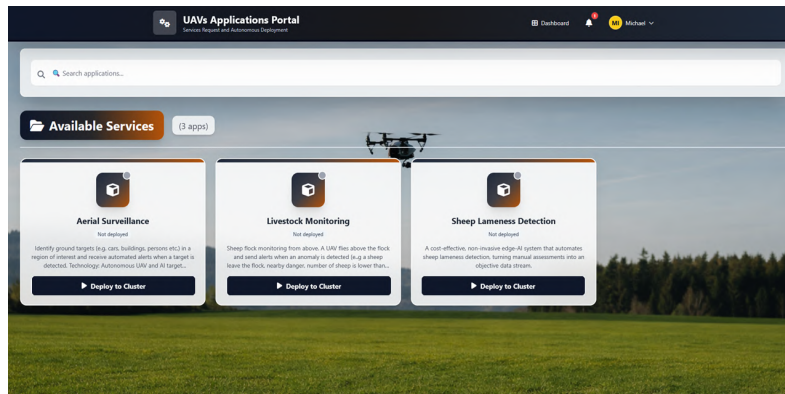 UAVs Applications Portal
Services Request and Autonomous Deployment
Dashboard
MI
Michael
Search applications...
Available Services
(3 apps)
Aerial Surveillance
Not deployed
Identify ground targets (e.g. cars, buildings, persons etc.) in a
region of interest and receive automated alerts when a target is
detected. Technology: Autonomous UAV and AI target...
Deploy to Cluster
Livestock Monitoring
Not deployed
Sheep flock monitoring from above. A UAV flies above the flock
and send alerts when an anomaly is detected (e.g a sheep
leave the flock, nearby danger, number of sheep is lower than...
Deploy to Cluster
Sheep Lameness Detection
Not deployed
A cost-effective, non-invasive edge-AI system that automates
sheep lameness detection, turning manual assessments into an
objective data stream.
Deploy to Cluster